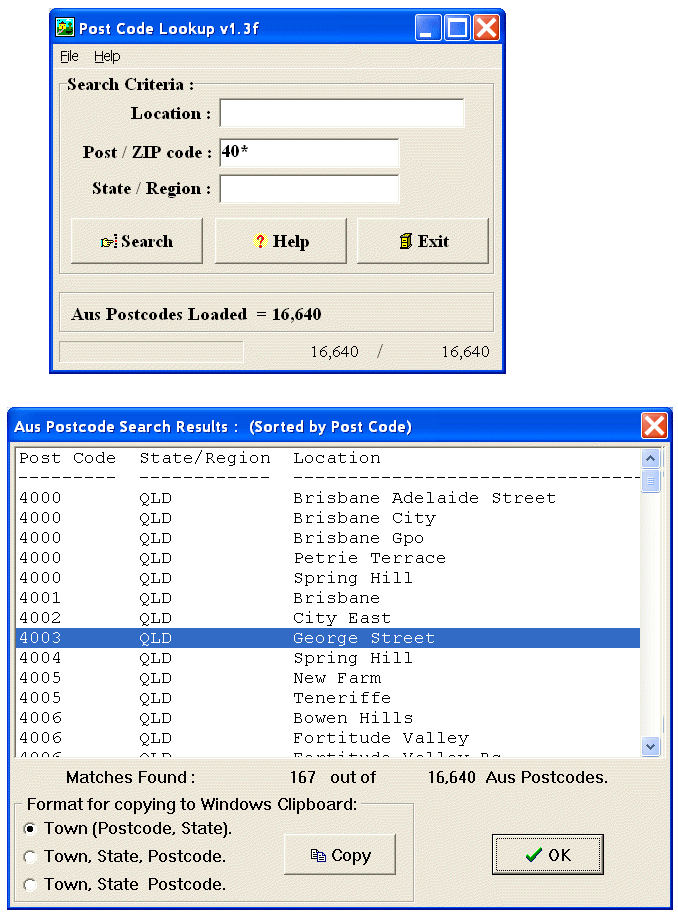 Post Code Lookup v1.3f
File Help
Search Criteria :
Location :
Post / ZIP code : 40*
State / Region :
Search ? Help Exit
Aus Postcodes Loaded = 16,640
16,640 / 16,640
Aus Postcode Search Results : (Sorted by Post Code)
Post Code State/Region Location
--------- ------------ --------------------------------
4000 QLD Brisbane Adelaide Street
4000 QLD Brisbane City
4000 QLD Brisbane Gpo
4000 QLD Petrie Terrace
4000 QLD Spring Hill
4001 QLD Brisbane
4002 QLD City East
4003 QLD George Street
4004 QLD Spring Hill
4005 QLD New Farm
4005 QLD Teneriffe
4006 QLD Bowen Hills
4006 QLD Fortitude Valley
4006 QLD Fortitude Valley Bc
Matches Found : 167 out of 16,640 Aus Postcodes.
Format for copying to Windows Clipboard:
Town (Postcode, State).
Town, State, Postcode.
Town, State Postcode.
Copy
OK